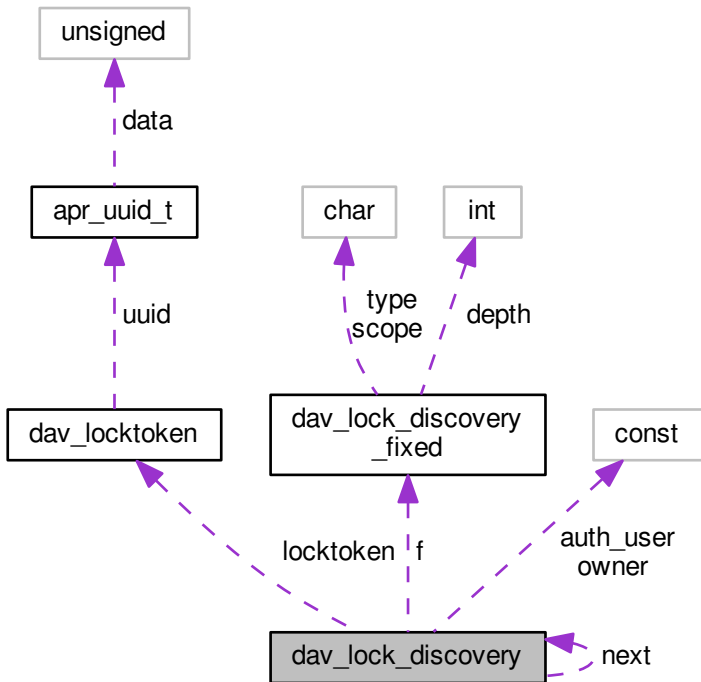 unsigned
data
apr_uuid_t
char
int
uuid
type
scope
depth
dav_locktoken
dav_lock_discovery
_fixed
const
locktoken
f
auth_user
owner
dav_lock_discovery
next